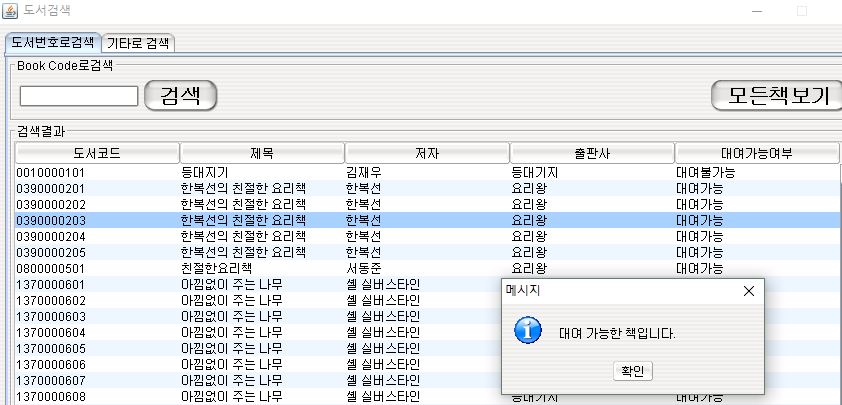 도서검색
도서번호로검색 기타로 검색
Book Code로검색
검색 모든책보기
검색결과
도서코드 제목 저자 출판사 대여가능여부
0010000101 등대지기 김재우 등대기지 대여불가능
0390000201 한복선의 친절한 요리책 한복선 요리왕 대여가능
0390000202 한복선의 친절한 요리책 한복선 요리왕 대여가능
0390000203 한복선의 친절한 요리책 한복선 요리왕 대여가능
0390000204 한복선의 친절한 요리책 한복선 요리왕 대여가능
0390000205 한복선의 친절한 요리책 한복선 요리왕 대여가능
0800000501 친절한요리책 서동준 요리왕 대여가능
1370000601 아낌없이 주는 나무 셸 실버스타인
1370000602 아낌없이 주는 나무 셸 실버스타인
1370000603 아낌없이 주는 나무 셸 실버스타인
1370000604 아낌없이 주는 나무 셸 실버스타인
1370000605 아낌없이 주는 나무 셸 실버스타인
1370000606 아낌없이 주는 나무 셸 실버스타인
1370000607 아낌없이 주는 나무 셸 실버스타인
1370000608 아낌없이 주는 나무 셸 실버스타인 등대기지 대여가능
메시지
대여 가능한 책입니다.
확인